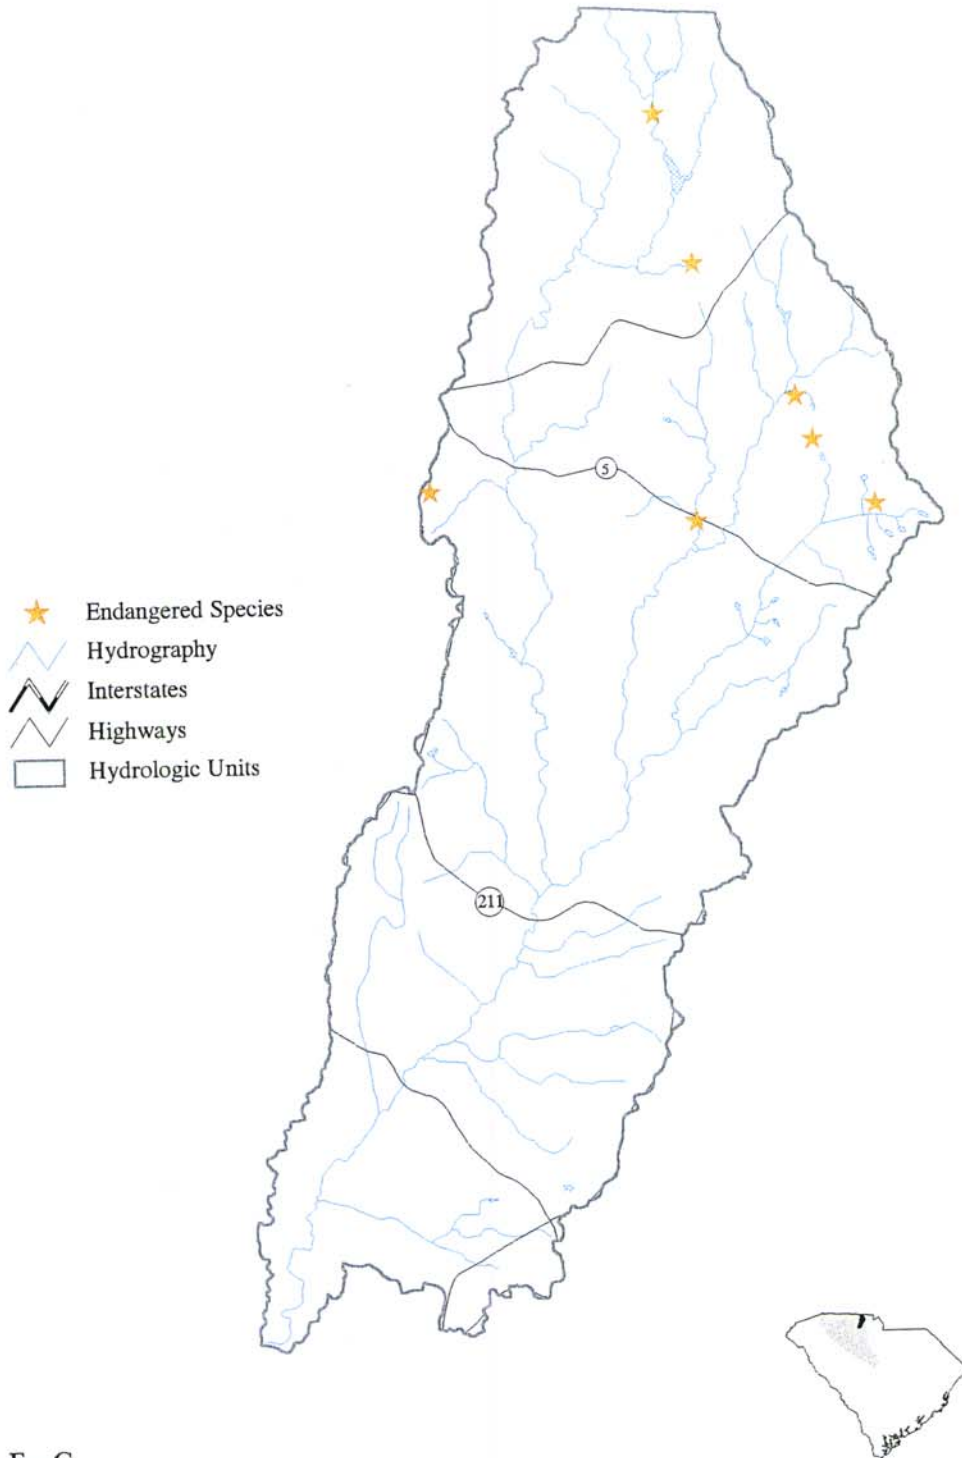 5
Endangered Species
Hydrography
Interstates
Highways
Hydrologic Units
211